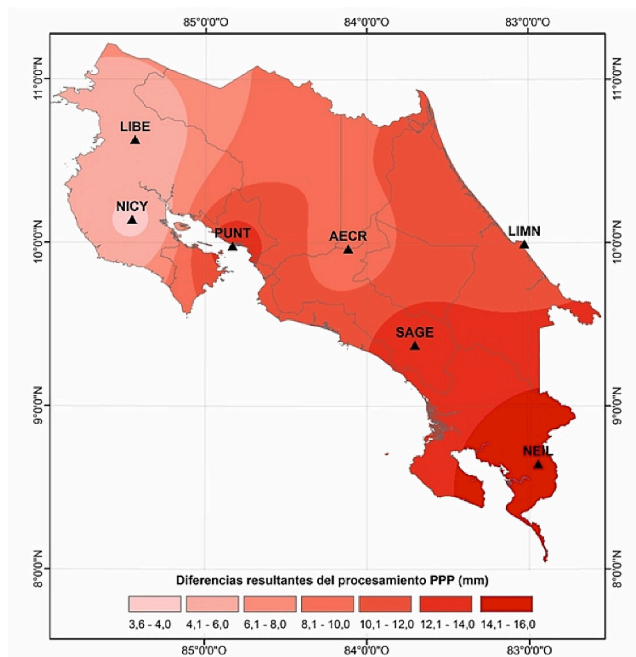 85°0'0"O 84°0'0"O 83°0'0"O
11°0'0"N 11°0'0"N
LIBE
NICY
PUNT
AECR
LIMN
10°0'0"N 10°0'0"N
SAGE
9°0'0"N 9°0'0"N
NEIL
8°0'0"N 8°0'0"N
Diferencias resultantes del procesamiento PPP (mm)
3,6 - 4,0 4,1 - 6,0 6,1 - 8,0 8,1 - 10,0 10,1 - 12,0 12,1 - 14,0 14,1 - 16,0
85°0'0"O 84°0'0"O 83°0'0"O